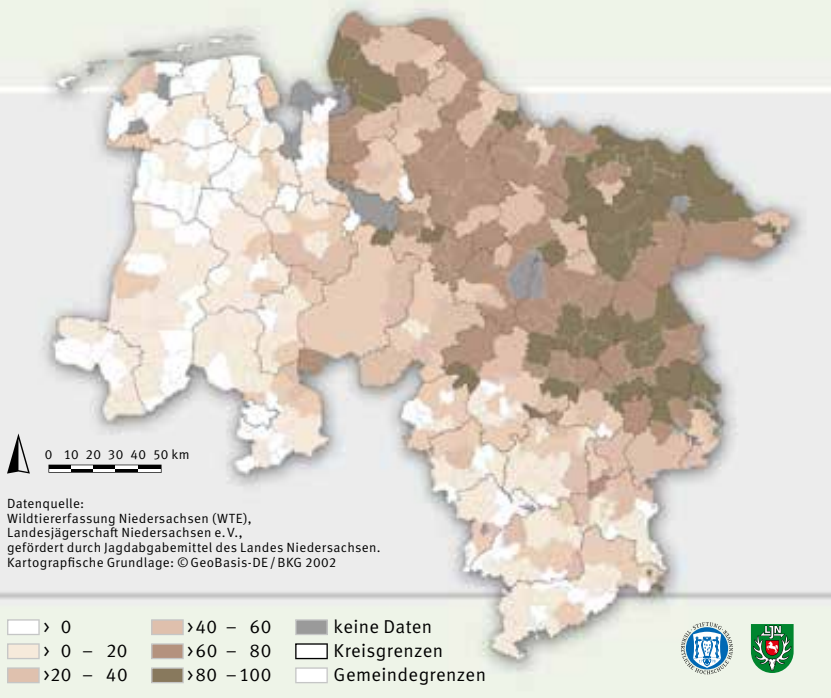 0 10 20 30 40 50 km
Datenquelle:
Wildtiererfassung Niedersachsen (WTE),
Landesjägerschaft Niedersachsen e. V.,
gefördert durch Jagdabgabemittel des Landes Niedersachsen.
Kartografische Grundlage: © GeoBasis-DE / BKG 2002
> 0
> 0 – 20
>20 – 40
>40 – 60
>60 – 80
>80 –100
keine Daten
Kreisgrenzen
Gemeindegrenzen
LJN